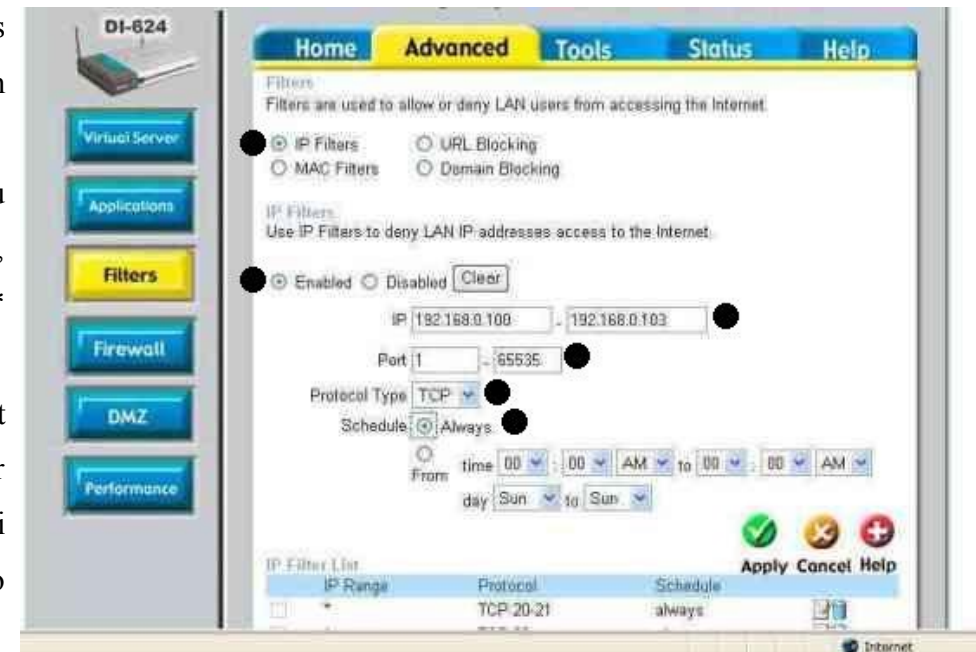 DI-624
Home Advanced Tools Status Help
Filters
Filters are used to allow or deny LAN users from accessing the Internet.
IP Filters URL Blocking
MAC Filters Domain Blocking
IP Filters
Use IP Filters to deny LAN IP addresses access to the Internet.
Enabled Disabled Clear
IP 192.168.0.100 - 192.168.0.103
Port 1 - 65535
Protocol Type TCP
Schedule Always
From time 00 : 00 AM to 00 : 00 AM
day Sun to Sun
Apply Cancel Help
IP Filter List
IP Range Protocol Schedule
* TCP 20-21 always
Virtual Server
Applications
Filters
Firewall
DMZ
Performance
Internet